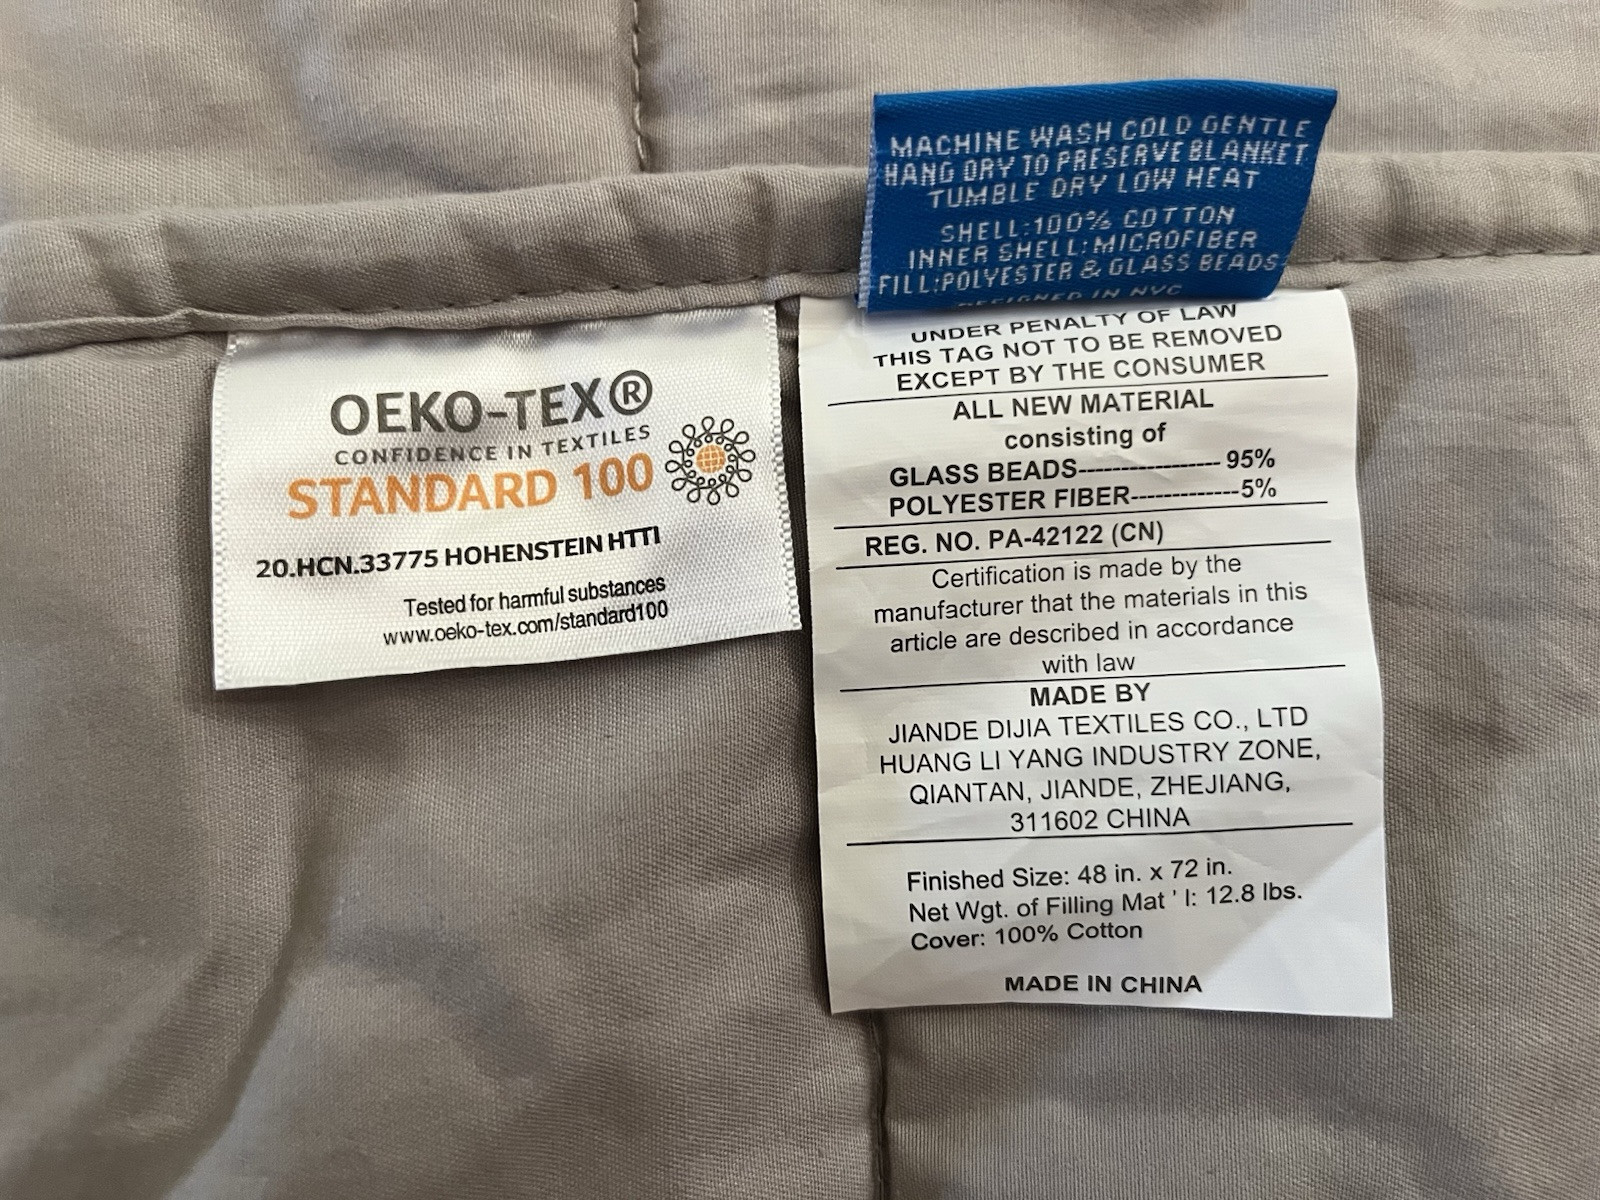 MACHINE WASH COLD GENTLE
HANG DRY TO PRESERVE BLANKET
TUMBLE DRY LOW HEAT
SHELL:100% COTTON
INNER SHELL:MICROFIBER
FILL:POLYESTER & GLASS BEADS
DESIGNED IN NYC
OEKO-TEX®
CONFIDENCE IN TEXTILES
STANDARD 100
20.HCN.33775 HOHENSTEIN HTTI
Tested for harmful substances
www.oeko-tex.com/standard100
UNDER PENALTY OF LAW
THIS TAG NOT TO BE REMOVED
EXCEPT BY THE CONSUMER
ALL NEW MATERIAL
consisting of
GLASS BEADS----------------- 95%
POLYESTER FIBER-------------5%
REG. NO. PA-42122 (CN)
Certification is made by the
manufacturer that the materials in this
article are described in accordance
with law
MADE BY
JIANDE DIJIA TEXTILES CO., LTD
HUANG LI YANG INDUSTRY ZONE,
QIANTAN, JIANDE, ZHEJIANG,
311602 CHINA
Finished Size: 48 in. x 72 in.
Net Wgt. of Filling Mat ' l: 12.8 lbs.
Cover: 100% Cotton
MADE IN CHINA